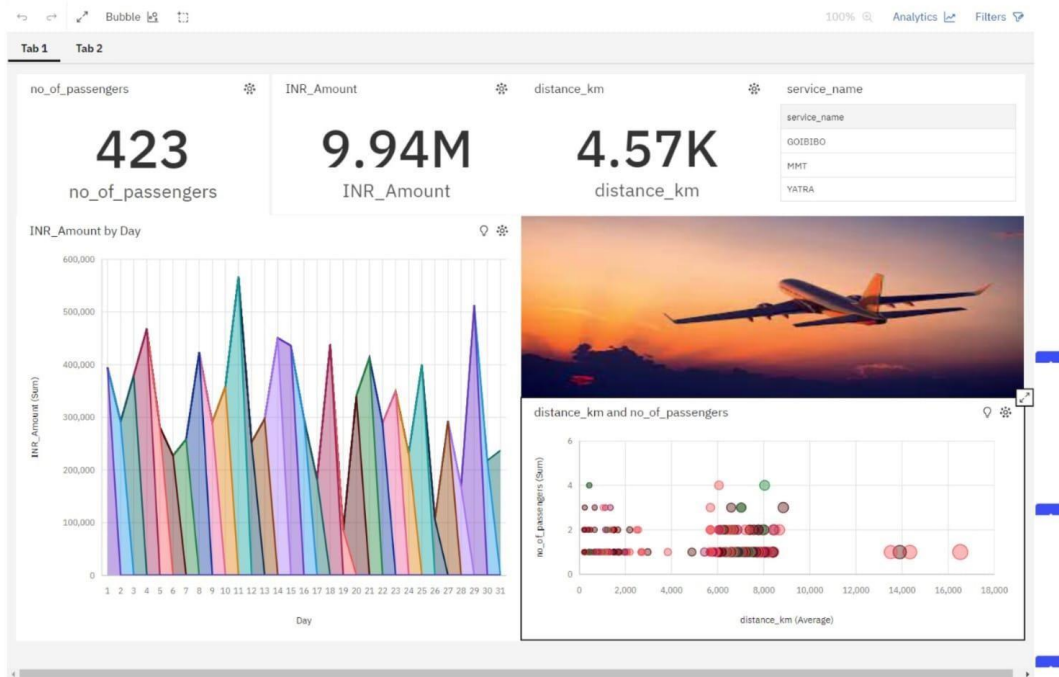 Bubble
100%
Analytics
Filters
Tab 1 Tab 2
no_of_passengers
423
no_of_passengers
INR_Amount
9.94M
INR_Amount
distance_km
4.57K
distance_km
service_name
service_name
GOIBIBO
MMT
YATRA
INR_Amount by Day
INR_Amount (Sum)
600,000
500,000
400,000
300,000
200,000
100,000
0
1 2 3 4 5 6 7 8 9 10 11 12 13 14 15 16 17 18 19 20 21 22 23 24 25 26 27 28 29 30 31
Day
distance_km and no_of_passengers
no_of_passengers (Sum)
6
4
2
0
0 2,000 4,000 6,000 8,000 10,000 12,000 14,000 16,000 18,000
distance_km (Average)